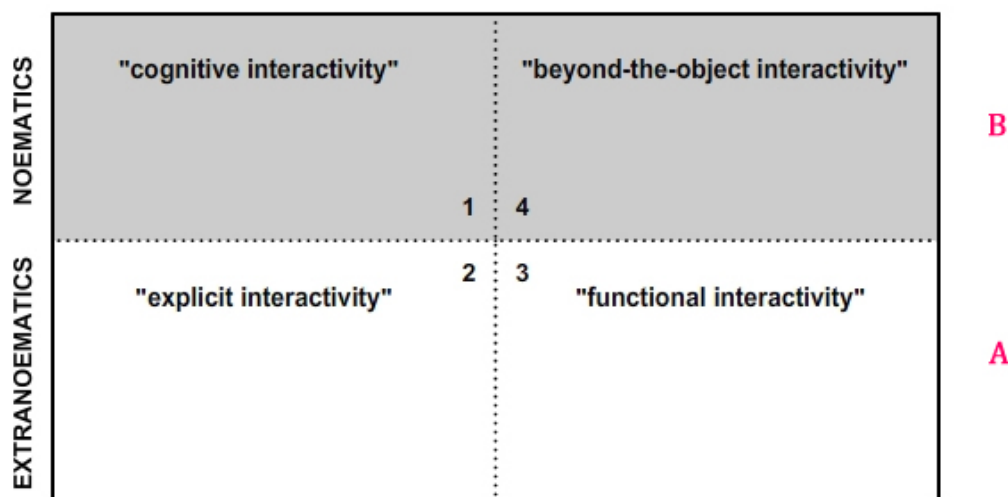 NOEMATICS
"cognitive interactivity"
"beyond-the-object interactivity"
B
1
4
EXTRANOEMATICS
2
3
"explicit interactivity"
"functional interactivity"
A